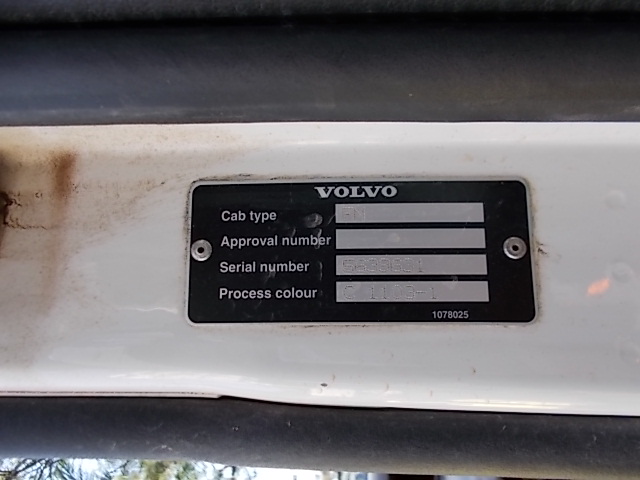 VOLVO
Cab type
Approval number
Serial number
Process colour
1078025